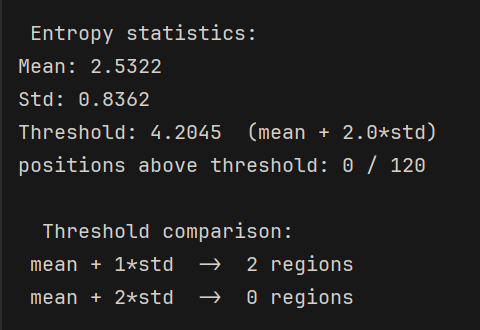 Entropy statistics:
Mean: 2.5322
Std: 0.8362
Threshold: 4.2045  (mean + 2.0*std)
positions above threshold: 0 / 120
Threshold comparison:
mean + 1*std  →  2 regions
mean + 2*std  →  0 regions